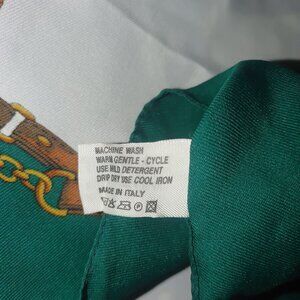 MACHINE WASH
WARM GENTLE - CYCLE
USE MILD DETERGENT
DRIP DRY USE COOL IRON
MADE IN ITALY